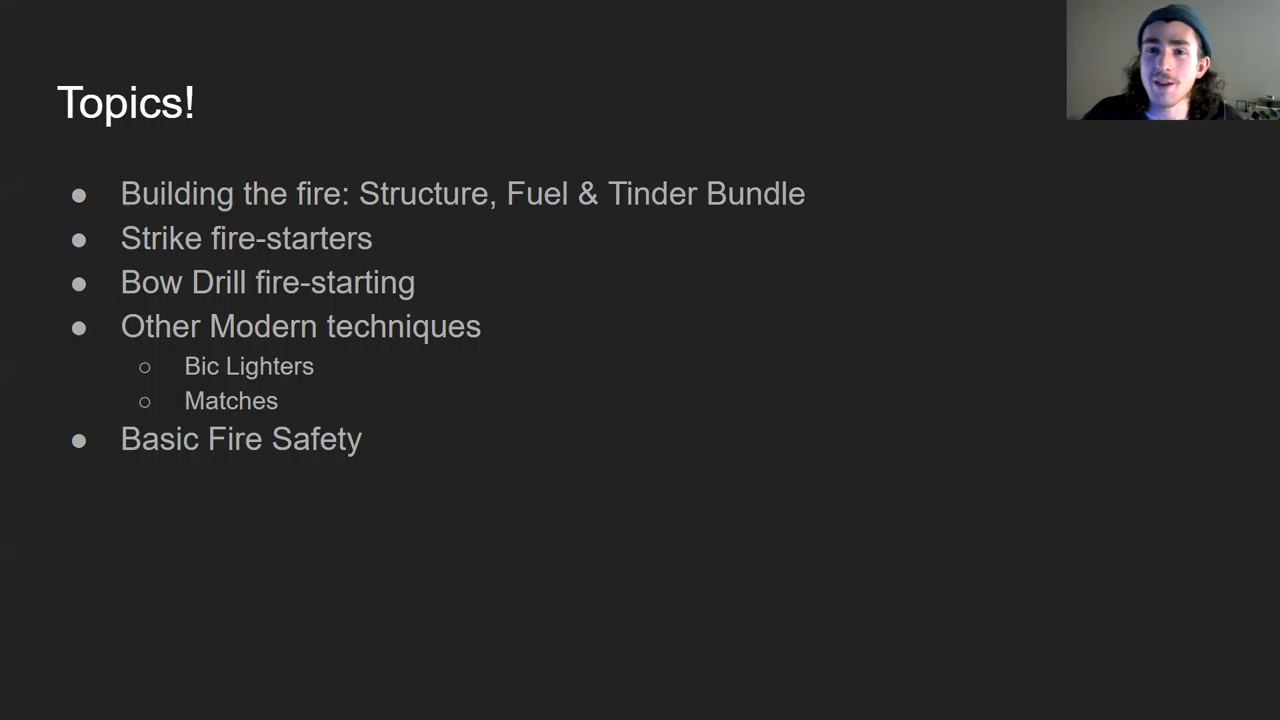 Topics!
● Building the fire: Structure, Fuel & Tinder Bundle
● Strike fire-starters
● Bow Drill fire-starting
● Other Modern techniques
○ Bic Lighters
○ Matches
● Basic Fire Safety